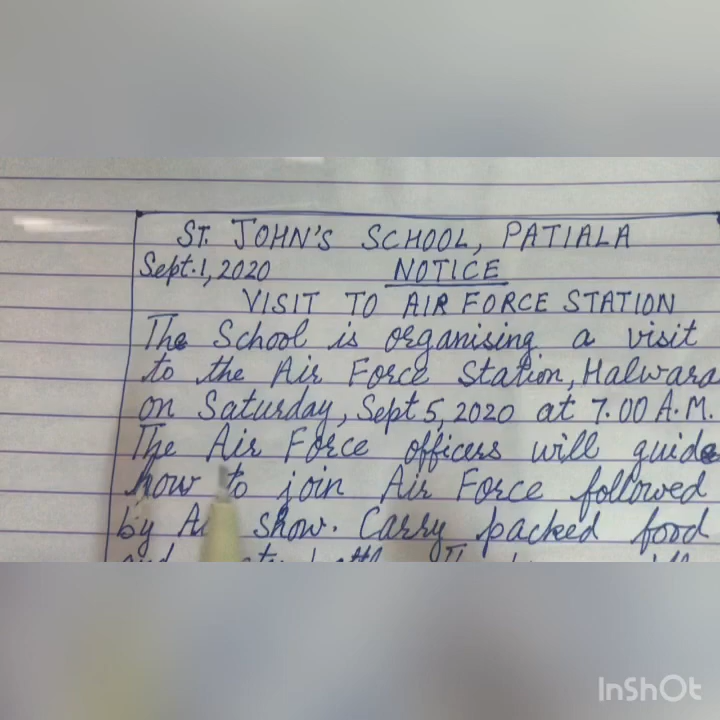 ST. JOHN'S SCHOOL, PATIALA
Sept. 1, 2020 NOTICE
VISIT TO AIR FORCE STATION
The School is organising a visit
to the Air Force Station, Halwara
on Saturday, Sept 5, 2020 at 7.00 A.M.
The Air Force officers will guide
how to join Air Force followed
by show. Carry packed food
InShOt